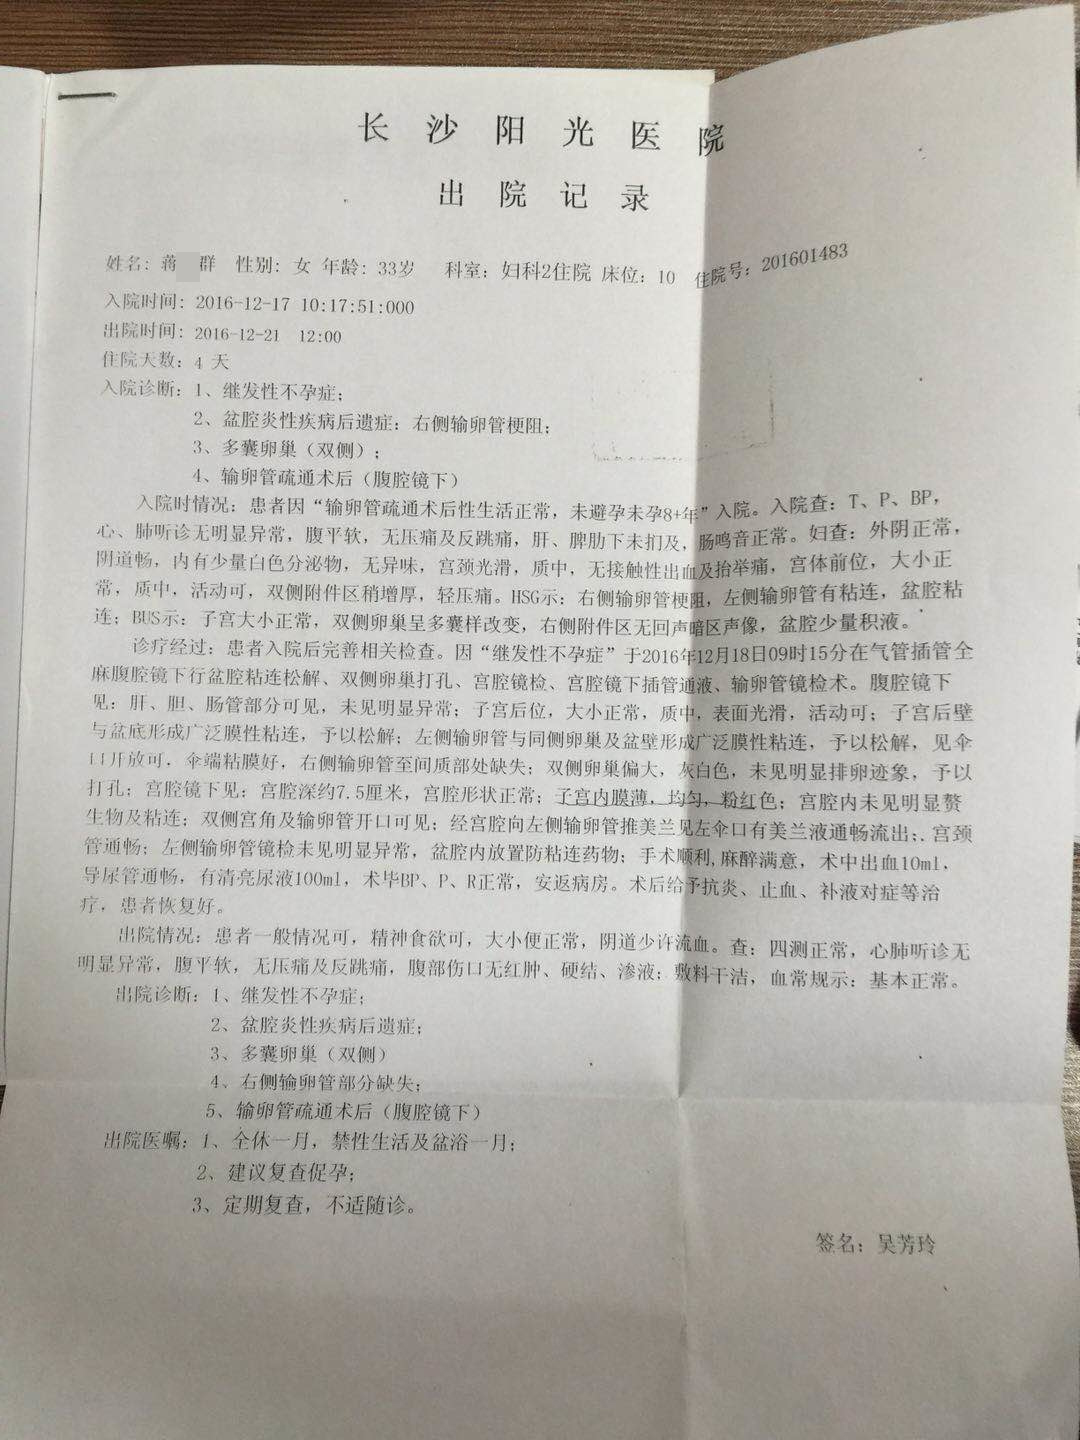 长沙阳光医院
出院记录
姓名：蒋 群 性别：女 年龄：33岁 科室：妇科2住院 床位：10 住院号：201601483
入院时间：2016-12-17 10:17:51:000
出院时间：2016-12-21 12:00
住院天数：4 天
入院诊断：1、继发性不孕症；
2、盆腔炎性疾病后遗症：右侧输卵管梗阻；
3、多囊卵巢（双侧）；
4、输卵管疏通术后（腹腔镜下）
入院时情况：患者因“输卵管疏通术后性生活正常，未避孕未孕8+年”入院。入院查：T、P、BP，
心、肺听诊无明显异常，腹平软，无压痛及反跳痛，肝、脾肋下未扪及，肠鸣音正常。妇查：外阴正常，
阴道畅，内有少量白色分泌物，无异味，宫颈光滑，质中，无接触性出血及抬举痛，宫体前位，大小正
常，质中，活动可，双侧附件区稍增厚，轻压痛。HSG示：右侧输卵管梗阻，左侧输卵管有粘连，盆腔粘
连；BUS示：子宫大小正常，双侧卵巢呈多囊样改变，右侧附件区无回声暗区声像，盆腔少量积液。
诊疗经过：患者入院后完善相关检查。因“继发性不孕症”于2016年12月18日09时15分在气管插管全
麻腹腔镜下行盆腔粘连松解、双侧卵巢打孔、宫腔镜检、宫腔镜下插管通液、输卵管镜检术。腹腔镜下
见：肝、胆、肠管部分可见，未见明显异常；子宫后位，大小正常，质中，表面光滑，活动可；子宫后壁
与盆底形成广泛膜性粘连，予以松解；左侧输卵管与同侧卵巢及盆壁形成广泛膜性粘连，予以松解，见伞
口开放可，伞端粘膜好，右侧输卵管至间质部处缺失；双侧卵巢偏大，灰白色，未见明显排卵迹象，予以
打孔；宫腔镜下见：宫腔深约7.5厘米，宫腔形状正常；子宫内膜薄，均匀，粉红色；宫腔内未见明显赘
生物及粘连；双侧宫角及输卵管开口可见；经宫腔向左侧输卵管推美兰见左伞口有美兰液通畅流出；、宫颈
管通畅；左侧输卵管镜检未见明显异常，盆腔内放置防粘连药物；手术顺利,麻醉满意，术中出血10ml，
导尿管通畅，有清亮尿液100ml，术毕BP、P、R正常，安返病房。术后给予抗炎、止血、补液对症等治
疗，患者恢复好。
出院情况：患者一般情况可，精神食欲可，大小便正常，阴道少许流血。查：四测正常，心肺听诊无
明显异常，腹平软，无压痛及反跳痛，腹部伤口无红肿、硬结、渗液；敷料干洁，血常规示：基本正常。
出院诊断：1、继发性不孕症；
2、盆腔炎性疾病后遗症；
3、多囊卵巢（双侧）
4、右侧输卵管部分缺失；
5、输卵管疏通术后（腹腔镜下）
出院医嘱：1、全休一月，禁性生活及盆浴一月；
2、建议复查促孕；
3、定期复查，不适随诊。
签名：吴芳玲